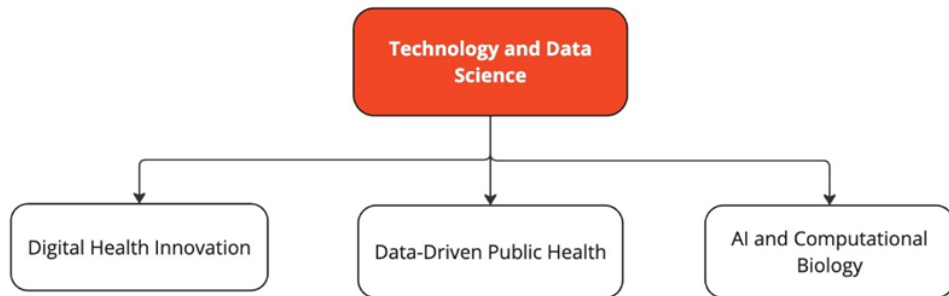 Technology and Data
Science
Digital Health Innovation
Data-Driven Public Health
AI and Computational
Biology